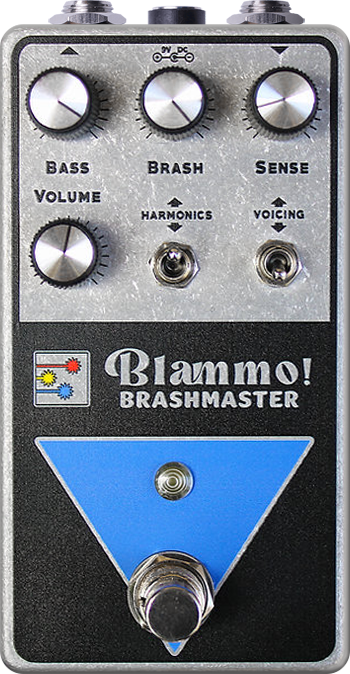 9V DC
BASS BRASH SENSE
VOLUME
HARMONICS VOICING
Blammo!
BRASHMASTER